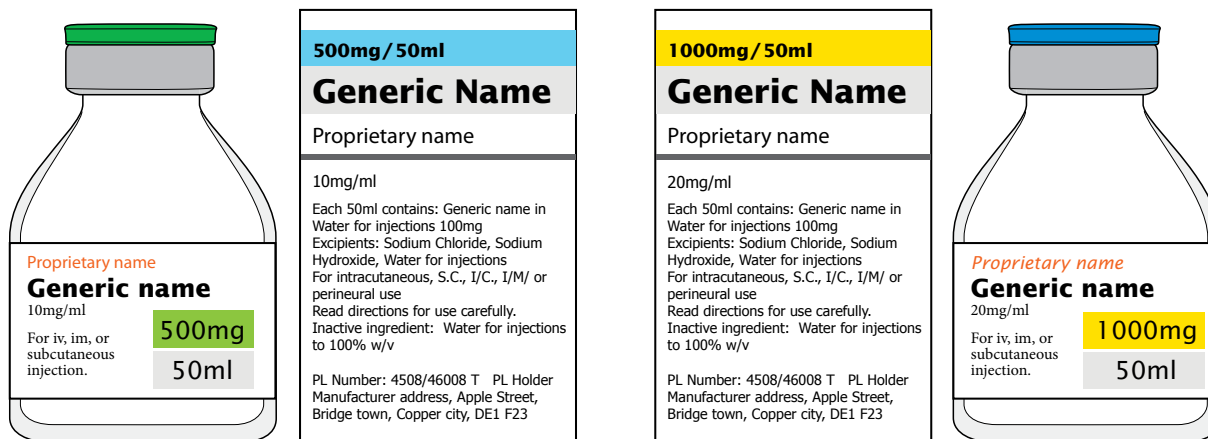 Proprietary name
Generic name
10mg/ml
For iv, im, or
subcutaneous
injection.
500mg
50ml
500mg/50ml
Generic Name
Proprietary name
10mg/ml
Each 50ml contains: Generic name in
Water for injections 100mg
Excipients: Sodium Chloride, Sodium
Hydroxide, Water for injections
For intracutaneous, S.C., I/C., I/M/ or
perineural use
Read directions for use carefully.
Inactive ingredient:  Water for injections
to 100% w/v
PL Number: 4508/46008 T   PL Holder
Manufacturer address, Apple Street,
Bridge town, Copper city, DE1 F23
1000mg/50ml
Generic Name
Proprietary name
20mg/ml
Each 50ml contains: Generic name in
Water for injections 100mg
Excipients: Sodium Chloride, Sodium
Hydroxide, Water for injections
For intracutaneous, S.C., I/C., I/M/ or
perineural use
Read directions for use carefully.
Inactive ingredient:  Water for injections
to 100% w/v
PL Number: 4508/46008 T   PL Holder
Manufacturer address, Apple Street,
Bridge town, Copper city, DE1 F23
Proprietary name
Generic name
20mg/ml
For iv, im, or
subcutaneous
injection.
1000mg
50ml